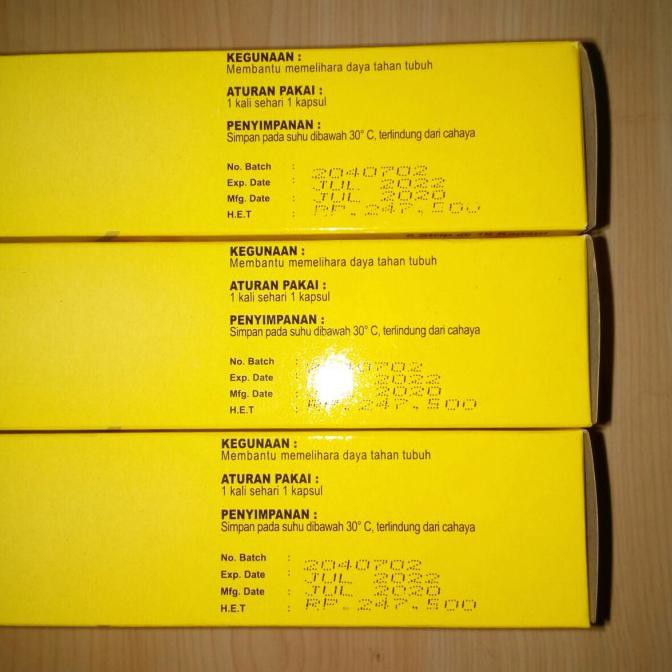 KEGUNAAN :
Membantu memelihara daya tahan tubuh
ATURAN PAKAI :
1 kali sehari 1 kapsul
PENYIMPANAN :
Simpan pada suhu dibawah 30° C, terlindung dari cahaya
No. Batch : 2040702
Exp. Date : JUL 2022
Mfg. Date : JUL 2020
H.E.T : RP.247.500
KEGUNAAN :
Membantu memelihara daya tahan tubuh
ATURAN PAKAI :
1 kali sehari 1 kapsul
PENYIMPANAN :
Simpan pada suhu dibawah 30° C, terlindung dari cahaya
No. Batch :
Exp. Date : 2022
Mfg. Date : 2020
H.E.T : .247.500
KEGUNAAN :
Membantu memelihara daya tahan tubuh
ATURAN PAKAI :
1 kali sehari 1 kapsul
PENYIMPANAN :
Simpan pada suhu dibawah 30° C, terlindung dari cahaya
No. Batch : 2040702
Exp. Date : JUL 2022
Mfg. Date : JUL 2020
H.E.T : RP.247.500